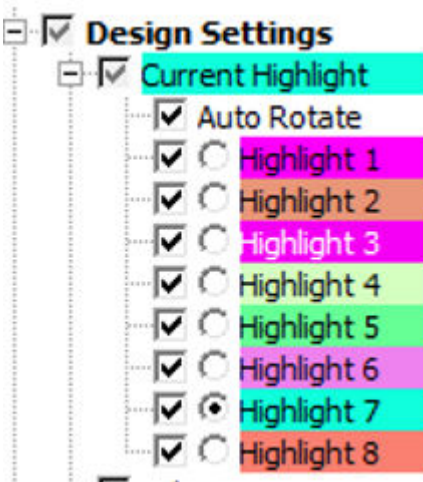 Design Settings
Current Highlight
Auto Rotate
Highlight 1
Highlight 2
Highlight 3
Highlight 4
Highlight 5
Highlight 6
Highlight 7
Highlight 8